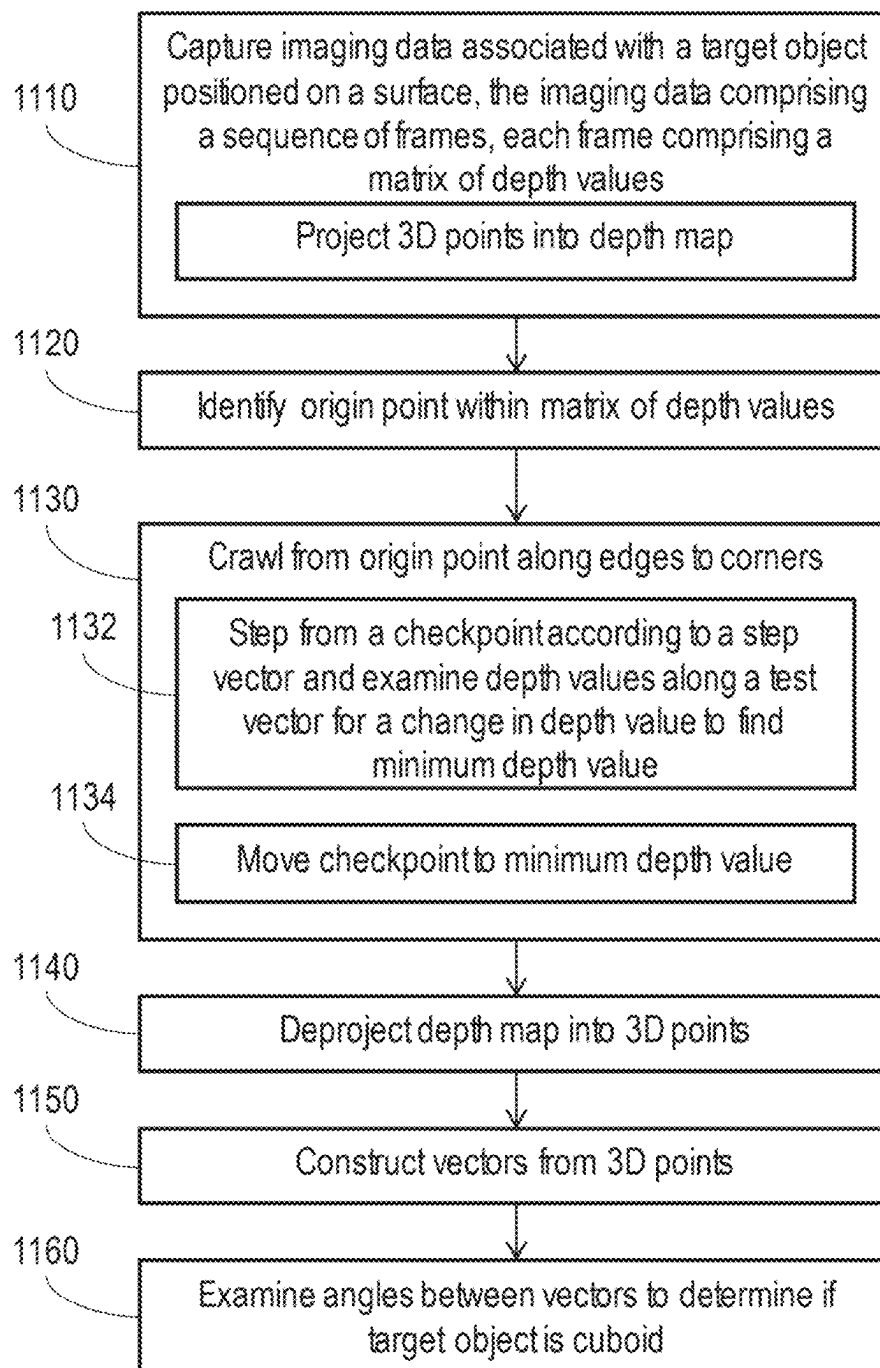 1110
Capture imaging data associated with a target object
positioned on a surface, the imaging data comprising
a sequence of frames, each frame comprising a
matrix of depth values
Project 3D points into depth map
1120
Identify origin point within matrix of depth values
1130
Crawl from origin point along edges to corners
1132
Step from a checkpoint according to a step
vector and examine depth values along a test
vector for a change in depth value to find
minimum depth value
1134
Move checkpoint to minimum depth value
1140
Deproject depth map into 3D points
1150
Construct vectors from 3D points
1160
Examine angles between vectors to determine if
target object is cuboid